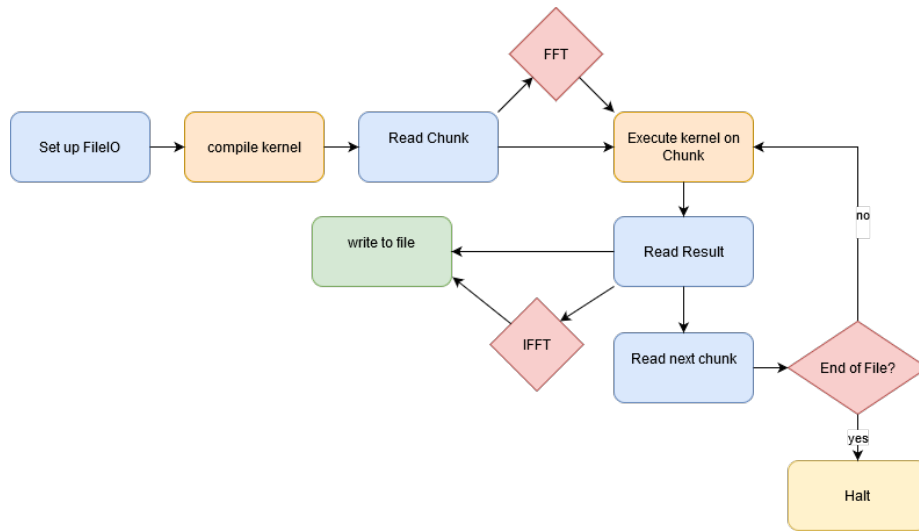 FFT
Set up FileIO
compile kernel
Read Chunk
Execute kernel on
Chunk
no
write to file
Read Result
IFFT
Read next chunk
End of File?
yes
Halt